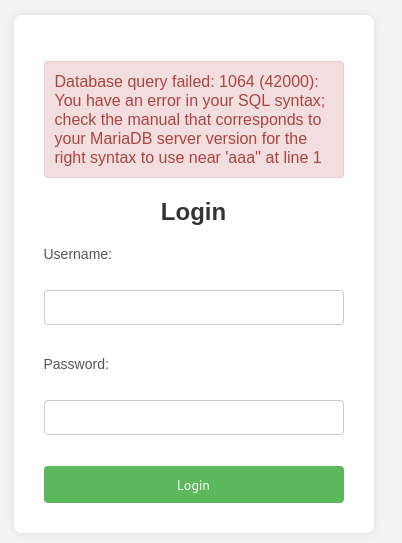 Database query failed: 1064 (42000):
You have an error in your SQL syntax;
check the manual that corresponds to
your MariaDB server version for the
right syntax to use near 'aaa'' at line 1
Login
Username:
Password:
Login